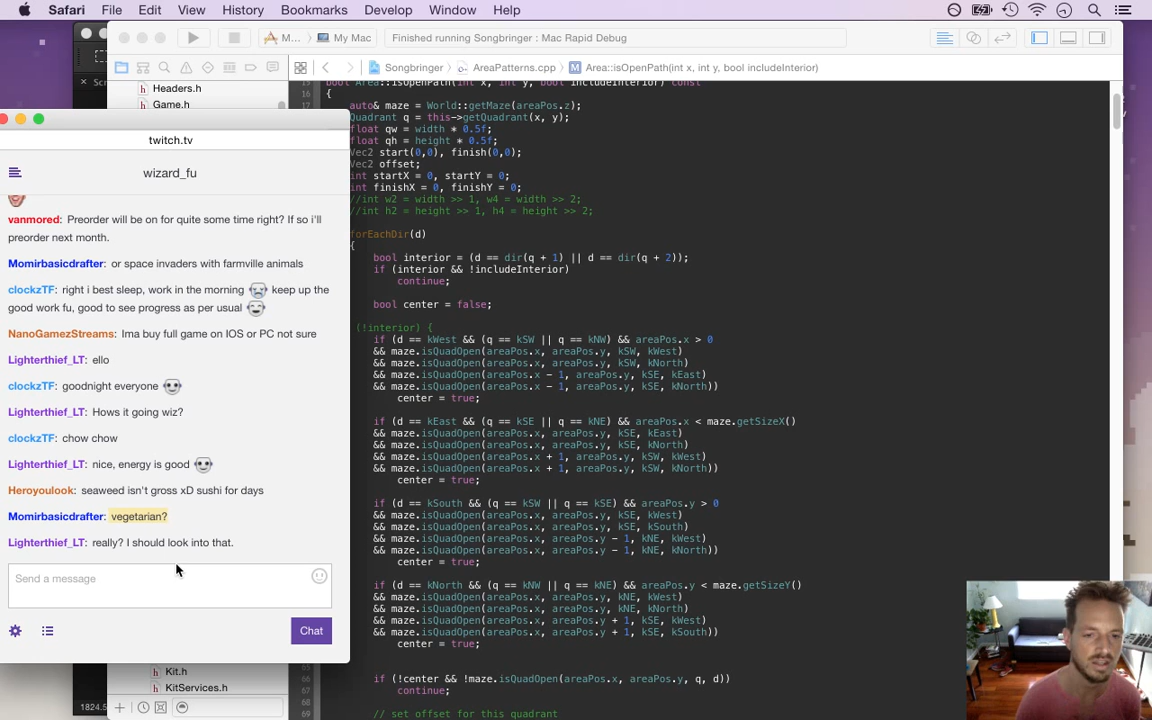 Safari File Edit View History Bookmarks Develop Window Help
M... My Mac Finished running Songbringer : Mac Rapid Debug
Songbringer AreaPatterns.cpp M Area::isOpenPath(int x, int y, bool includeInterior)
Headers.h
Game.h
twitch.tv
wizard_fu
vanmored: Preorder will be on for quite some time right? If so i'll
preorder next month.
Momirbasicdrafter: or space invaders with farmville animals
clockzTF: right i best sleep, work in the morning keep up the
good work fu, good to see progress as per usual
NanoGamezStreams: Ima buy full game on IOS or PC not sure
Lighterthief_LT: ello
clockzTF: goodnight everyone
Lighterthief_LT: Hows it going wiz?
clockzTF: chow chow
Lighterthief_LT: nice, energy is good
Heroyoulook: seaweed isn't gross xD sushi for days
Momirbasicdrafter: vegetarian?
Lighterthief_LT: really? I should look into that.
Send a message
Chat
Kit.h
KitServices.h
1824.5
bool Area::isOpenPath(int x, int y, bool includeInterior) const
16 {
17 auto& maze = World::getMaze(areaPos.z);
Quadrant q = this->getQuadrant(x, y);
float qw = width * 0.5f;
float qh = height * 0.5f;
Vec2 start(0,0), finish(0,0);
Vec2 offset;
int startX = 0, startY = 0;
int finishX = 0, finishY = 0;
//int w2 = width >> 1, w4 = width >> 2;
//int h2 = height >> 1, h4 = height >> 2;
forEachDir(d)
{
bool interior = (d == dir(q + 1) || d == dir(q + 2));
if (interior && !includeInterior)
continue;
bool center = false;
(!interior) {
if (d == kWest && (q == kSW || q == kNW) && areaPos.x > 0
&& maze.isQuadOpen(areaPos.x, areaPos.y, kSW, kWest)
&& maze.isQuadOpen(areaPos.x, areaPos.y, kSW, kNorth)
&& maze.isQuadOpen(areaPos.x - 1, areaPos.y, kSE, kEast)
&& maze.isQuadOpen(areaPos.x - 1, areaPos.y, kSE, kNorth))
center = true;
if (d == kEast && (q == kSE || q == kNE) && areaPos.x < maze.getSizeX()
&& maze.isQuadOpen(areaPos.x, areaPos.y, kSE, kEast)
&& maze.isQuadOpen(areaPos.x, areaPos.y, kSE, kNorth)
&& maze.isQuadOpen(areaPos.x + 1, areaPos.y, kSW, kWest)
&& maze.isQuadOpen(areaPos.x + 1, areaPos.y, kSW, kNorth))
center = true;
if (d == kSouth && (q == kSW || q == kSE) && areaPos.y > 0
&& maze.isQuadOpen(areaPos.x, areaPos.y, kSE, kWest)
&& maze.isQuadOpen(areaPos.x, areaPos.y, kSE, kSouth)
&& maze.isQuadOpen(areaPos.x, areaPos.y - 1, kNE, kWest)
&& maze.isQuadOpen(areaPos.x, areaPos.y - 1, kNE, kNorth))
center = true;
if (d == kNorth && (q == kNW || q == kNE) && areaPos.y < maze.getSizeY()
&& maze.isQuadOpen(areaPos.x, areaPos.y, kNE, kWest)
&& maze.isQuadOpen(areaPos.x, areaPos.y, kNE, kNorth)
&& maze.isQuadOpen(areaPos.x, areaPos.y + 1, kSE, kWest)
&& maze.isQuadOpen(areaPos.x, areaPos.y + 1, kSE, kSouth))
center = true;
66 if (!center && !maze.isQuadOpen(areaPos.x, areaPos.y, q, d))
67 continue;
68
69 // set offset for this quadrant